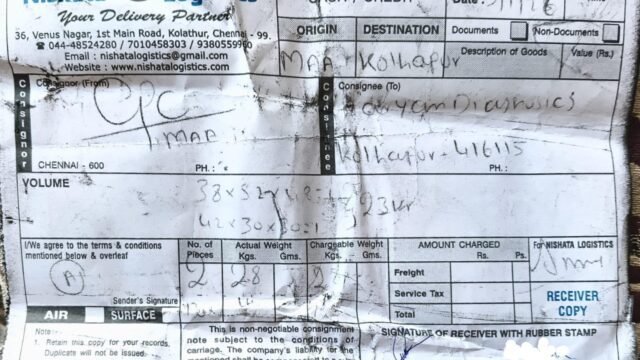 Your Delivery Partner
36, Venus Nagar, 1st Main Road, Kolathur, Chennai - 99.
☎ 044-48524280 / 7010458303 / 9380559960
Email : nishatalogistics@gmail.com
Website : www.nishatalogistics.com
ORIGIN
DESTINATION
Documents
Non-Documents
MAA - Kolhapur
Description of Goods
Value (Rs.)
Consignor
Consignor (From)
MAA
CHENNAI - 600
PH. :
Consignee
Consignee (To)
Diagnostics
Kolhapur - 416115
PH. :
VOLUME
23
I/We agree to the terms & conditions
mentioned below & overleaf
A
Sender's Signature
AIR
SURFACE
No. of
Pieces
2
Actual Weight
Kgs. Gms.
28
Chargeable Weight
Kgs. Gms.
AMOUNT CHARGED
Rs. Ps.
Freight
Service Tax
Total
For NISHATA LOGISTICS
RECEIVER
COPY
Note :
1. Retain this copy for your records.
Duplicate will not be issued.
This is non-negotiable consignment
note subject to the conditions of
carriage. The company's liability for the
SIGNATURE OF RECEIVER WITH RUBBER STAMP